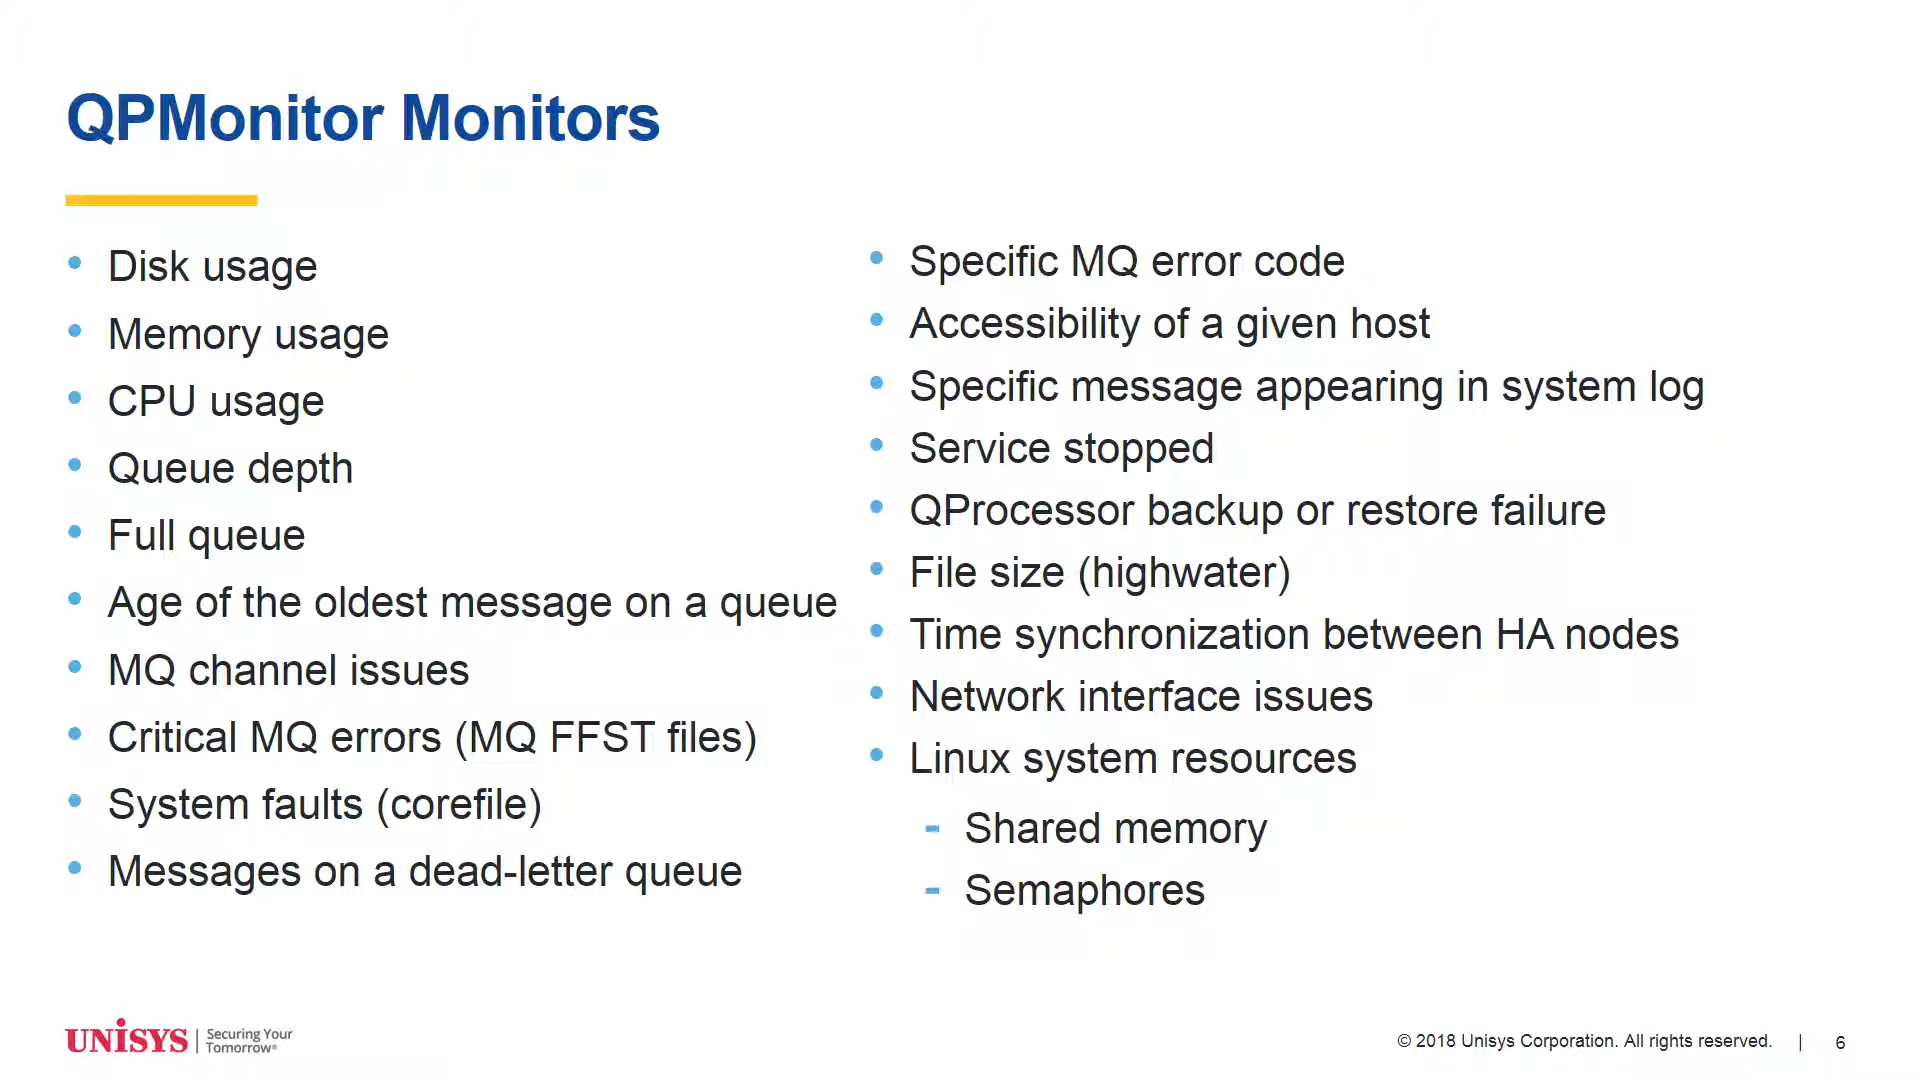 QPMonitor Monitors
• Disk usage
• Memory usage
• CPU usage
• Queue depth
• Full queue
• Age of the oldest message on a queue
• MQ channel issues
• Critical MQ errors (MQ FFST files)
• System faults (corefile)
• Messages on a dead-letter queue
• Specific MQ error code
• Accessibility of a given host
• Specific message appearing in system log
• Service stopped
• QProcessor backup or restore failure
• File size (highwater)
• Time synchronization between HA nodes
• Network interface issues
• Linux system resources
- Shared memory
- Semaphores
UNiSYS | Securing Your
Tomorrow®
© 2018 Unisys Corporation. All rights reserved. | 6